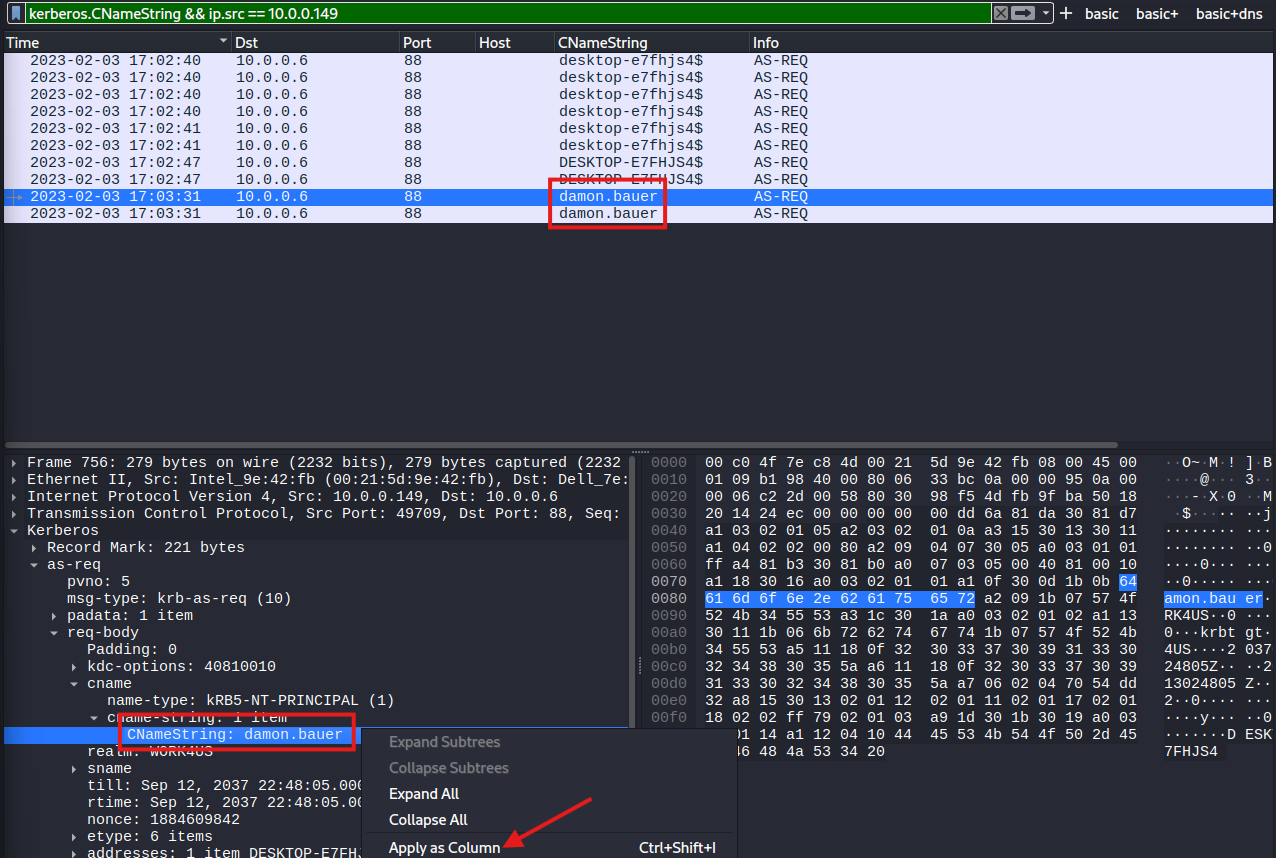 kerberos.CNameString && ip.src == 10.0.0.149 + basic basic+ basic+dns
Time Dst Port Host CNameString Info
2023-02-03 17:02:40 10.0.0.6 88 desktop-e7fhjs4$ AS-REQ
2023-02-03 17:02:40 10.0.0.6 88 desktop-e7fhjs4$ AS-REQ
2023-02-03 17:02:40 10.0.0.6 88 desktop-e7fhjs4$ AS-REQ
2023-02-03 17:02:40 10.0.0.6 88 desktop-e7fhjs4$ AS-REQ
2023-02-03 17:02:41 10.0.0.6 88 desktop-e7fhjs4$ AS-REQ
2023-02-03 17:02:41 10.0.0.6 88 desktop-e7fhjs4$ AS-REQ
2023-02-03 17:02:47 10.0.0.6 88 DESKTOP-E7FHJS4$ AS-REQ
2023-02-03 17:02:47 10.0.0.6 88 DESKTOP-E7FHJS4$ AS-REQ
2023-02-03 17:03:31 10.0.0.6 88 damon.bauer AS-REQ
2023-02-03 17:03:31 10.0.0.6 88 damon.bauer AS-REQ
Frame 756: 279 bytes on wire (2232 bits), 279 bytes captured (2232
Ethernet II, Src: Intel_9e:42:fb (00:21:5d:9e:42:fb), Dst: Dell_7e:
Internet Protocol Version 4, Src: 10.0.0.149, Dst: 10.0.0.6
Transmission Control Protocol, Src Port: 49709, Dst Port: 88, Seq:
Kerberos
Record Mark: 221 bytes
as-req
pvno: 5
msg-type: krb-as-req (10)
padata: 1 item
req-body
Padding: 0
kdc-options: 40810010
cname
name-type: kRB5-NT-PRINCIPAL (1)
cname-string: 1 item
CNameString: damon.bauer
realm: WORK4US
sname
till: Sep 12, 2037 22:48:05.000
rtime: Sep 12, 2037 22:48:05.00
nonce: 1884609842
etype: 6 items
addresses: 1 item DESKTOP-E7FHJ
0000 00 c0 4f 7e c8 4d 00 21 5d 9e 42 fb 08 00 45 00 ··O~·M·!]·B
0010 01 09 b1 98 40 00 80 06 33 bc 0a 00 00 95 0a 00 ····@···3··
0020 00 06 c2 2d 00 58 80 30 98 f5 4d fb 9f ba 50 18 ···-·X·0··M
0030 20 14 24 ec 00 00 00 00 00 dd 6a 81 da 30 81 d7 ·$·······j
0040 a1 03 02 01 05 a2 03 02 01 0a a3 15 30 13 30 11 ···········
0050 a1 04 02 02 00 80 a2 09 04 07 30 05 a0 03 01 01 ··········0
0060 ff a4 81 b3 30 81 b0 a0 07 03 05 00 40 81 00 10 ····0······
0070 a1 18 30 16 a0 03 02 01 01 a1 0f 30 0d 1b 0b 64 ··0········
0080 61 6d 6f 6e 2e 62 61 75 65 72 a2 09 1b 07 57 4f amon.bauer·
0090 52 4b 34 55 53 a3 1c 30 1a a0 03 02 01 02 a1 13 RK4US··0···
00a0 30 11 1b 06 6b 72 62 74 67 74 1b 07 57 4f 52 4b 0···krbtgt·
00b0 34 55 53 a5 11 18 0f 32 30 33 37 30 39 31 33 30 4US····2037
00c0 32 34 38 30 35 5a a6 11 18 0f 32 30 33 37 30 39 24805Z····2
00d0 31 33 30 32 34 38 30 35 5a a7 06 02 04 70 54 dd 13024805Z··
00e0 32 a8 15 30 13 02 01 12 02 01 11 02 01 17 02 01 2··0·······
00f0 18 02 02 ff 79 02 01 03 a9 1d 30 1b 30 19 a0 03 ····y·····0
01 14 a1 12 04 10 44 45 53 4b 54 4f 50 2d 45 ·······DESK
46 48 4a 53 34 20 7FHJS4
Expand Subtrees
Collapse Subtrees
Expand All
Collapse All
Apply as Column Ctrl+Shift+I